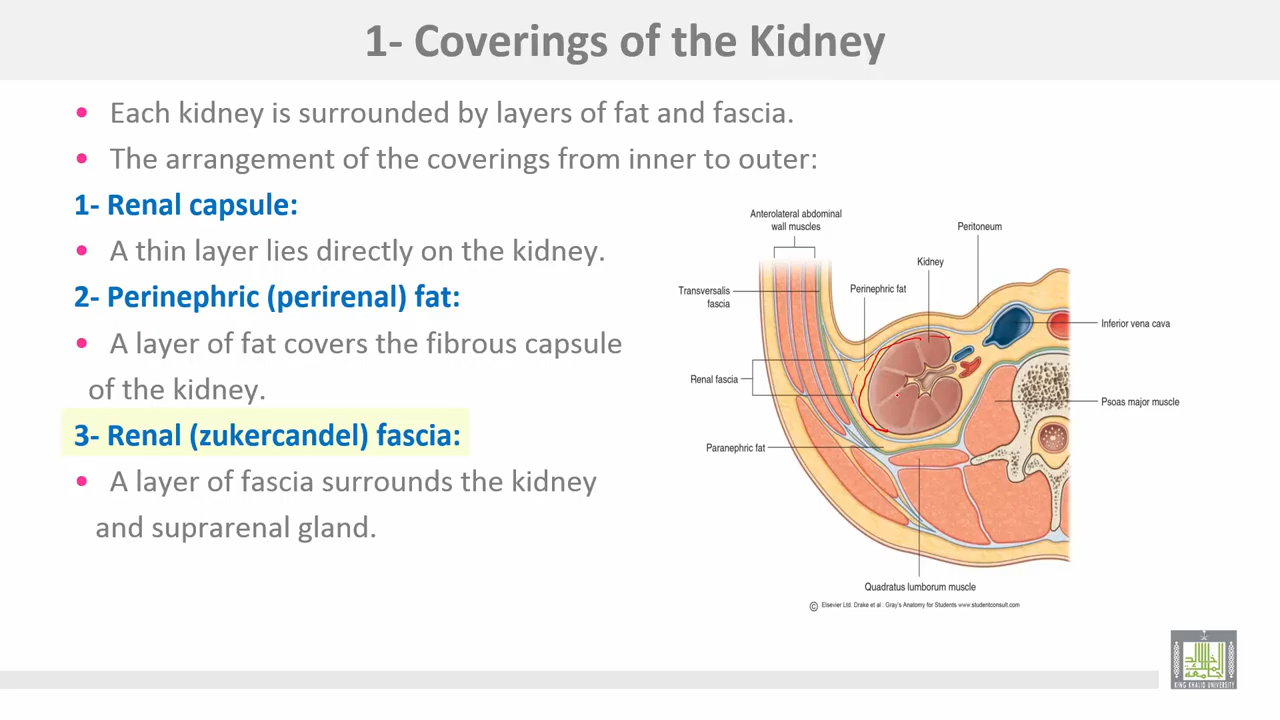 1- Coverings of the Kidney
• Each kidney is surrounded by layers of fat and fascia.
• The arrangement of the coverings from inner to outer:
1- Renal capsule:
• A thin layer lies directly on the kidney.
2- Perinephric (perirenal) fat:
• A layer of fat covers the fibrous capsule
of the kidney.
3- Renal (zukercandel) fascia:
• A layer of fascia surrounds the kidney
and suprarenal gland.
Anterolateral abdominal
wall muscles
Peritoneum
Kidney
Transversalis
fascia
Perinephric fat
Inferior vena cava
Renal fascia
Psoas major muscle
Paranephric fat
Quadratus lumborum muscle
© Elsevier Ltd. Drake et al : Gray's Anatomy for Students www.studentconsult.com
KING KHALID UNIVERSITY